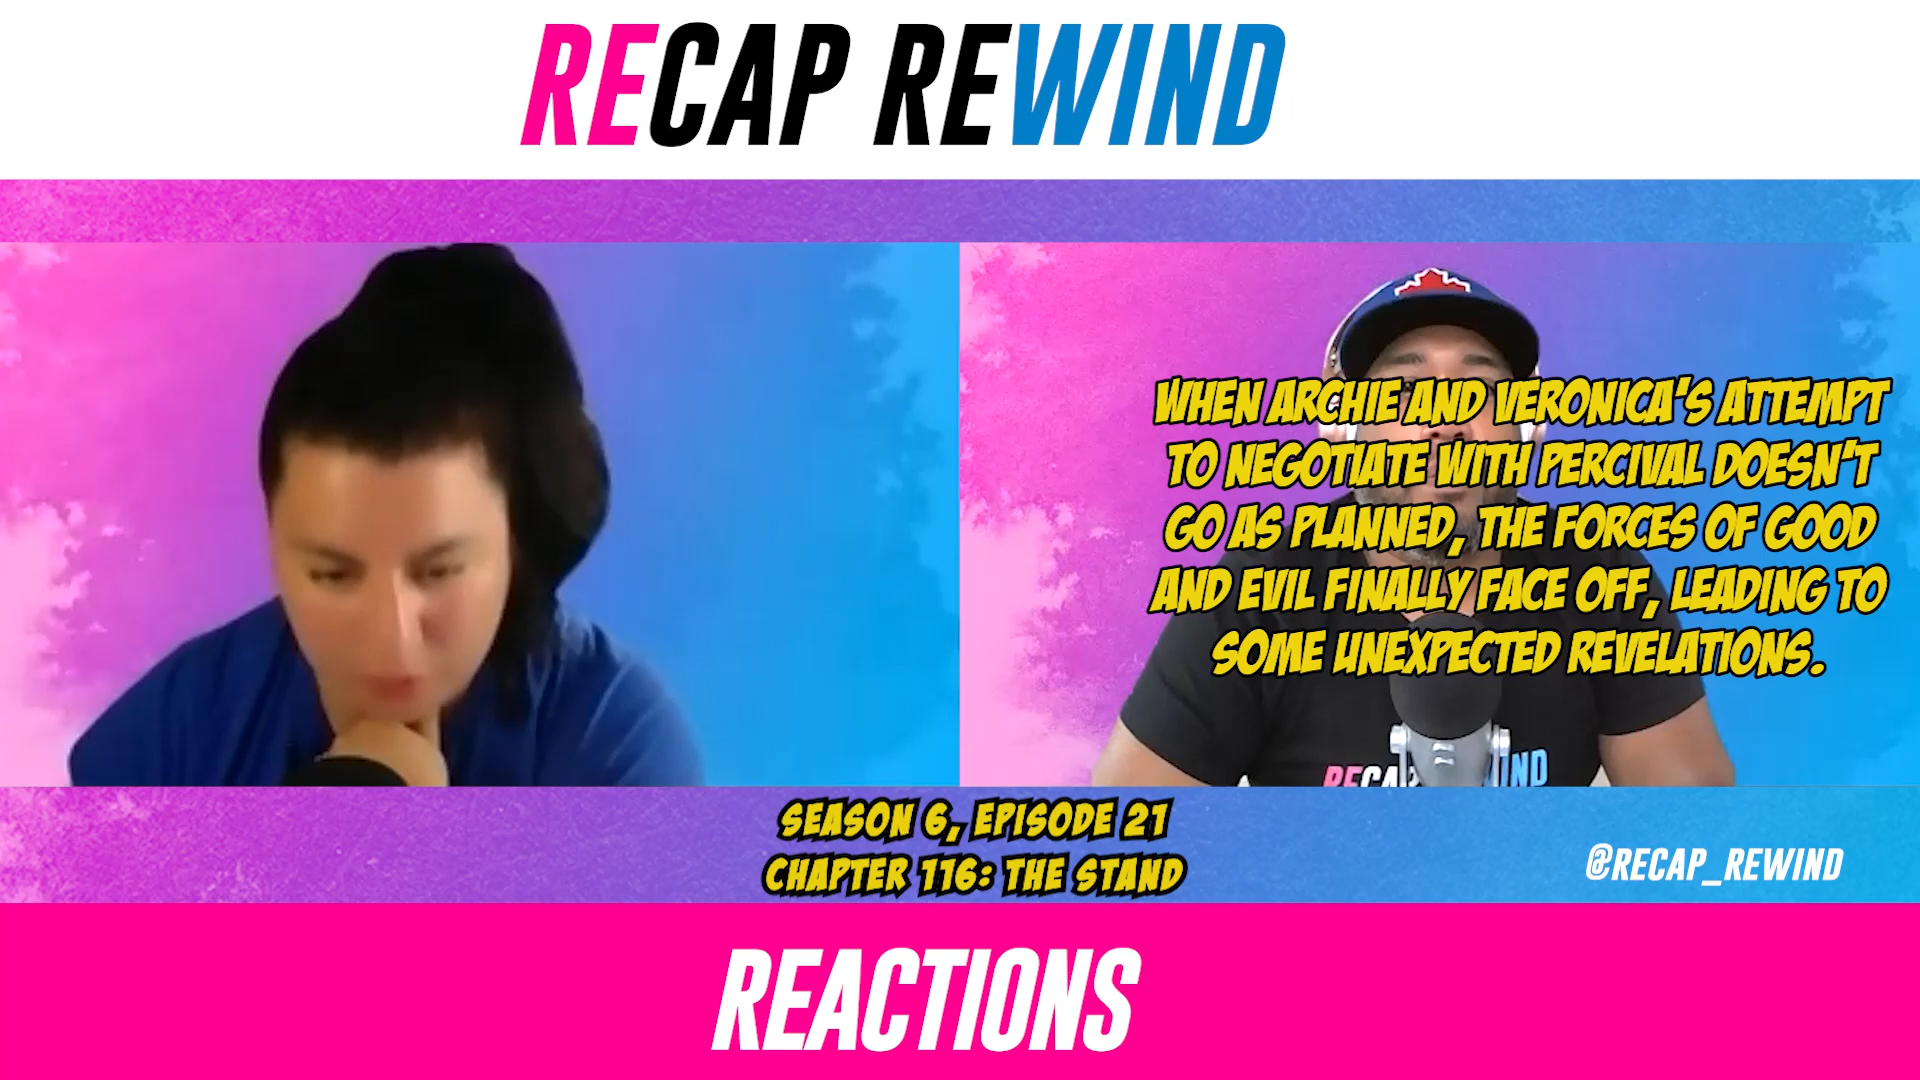 RECAP REWIND
WHEN ARCHIE AND VERONICA'S ATTEMPT
TO NEGOTIATE WITH PERCIVAL DOESN'T
GO AS PLANNED, THE FORCES OF GOOD
AND EVIL FINALLY FACE OFF, LEADING TO
SOME UNEXPECTED REVELATIONS.
RECAP
WIND
SEASON 6, EPISODE 21
CHAPTER 116: THE STAND
@RECAP_REWIND
REACTIONS